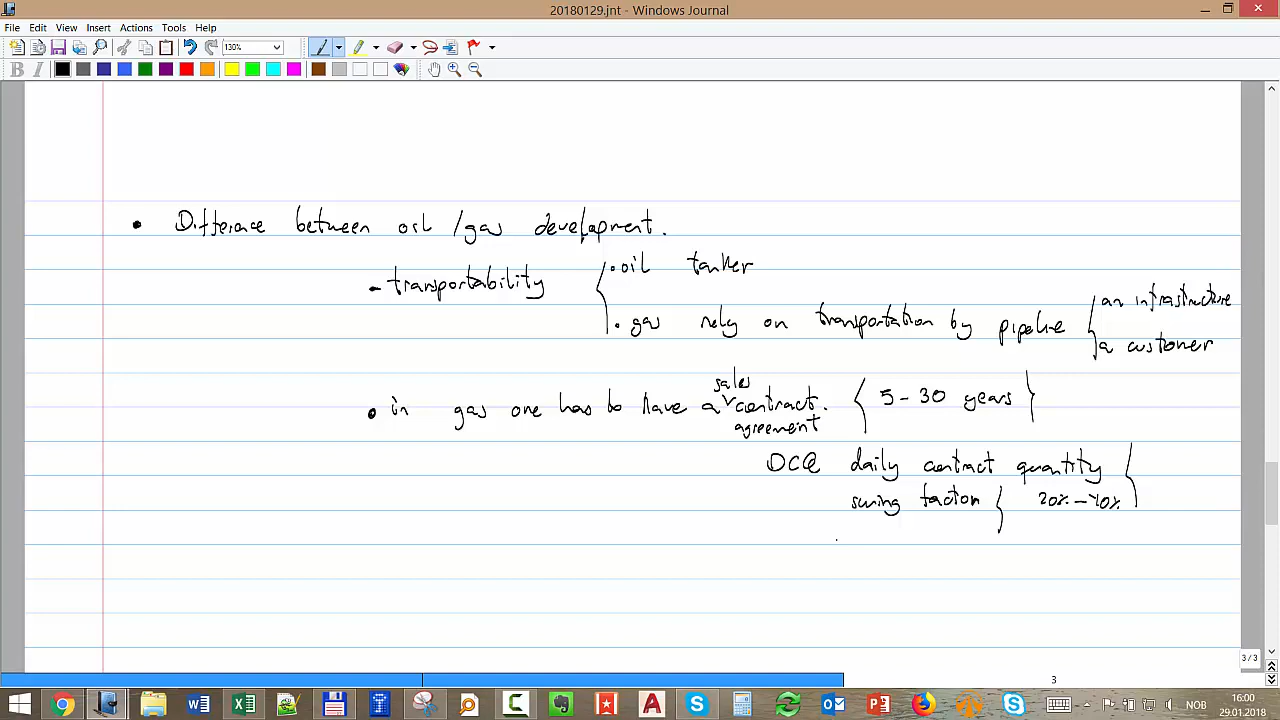 20180129.jnt - Windows Journal
File Edit View Insert Actions Tools Help
130%
B I
• Difference between oil /gas development.
- transportability { • oil tanker
• gas rely on transportation by pipeline { an infrastructure
a customer
• in gas one has to have a sales contract. { 5 - 30 years }
agreement
DCQ daily contract quantity }
swing factor { 20% - 40%
3/3
3
16:00
NOB
29.01.2018